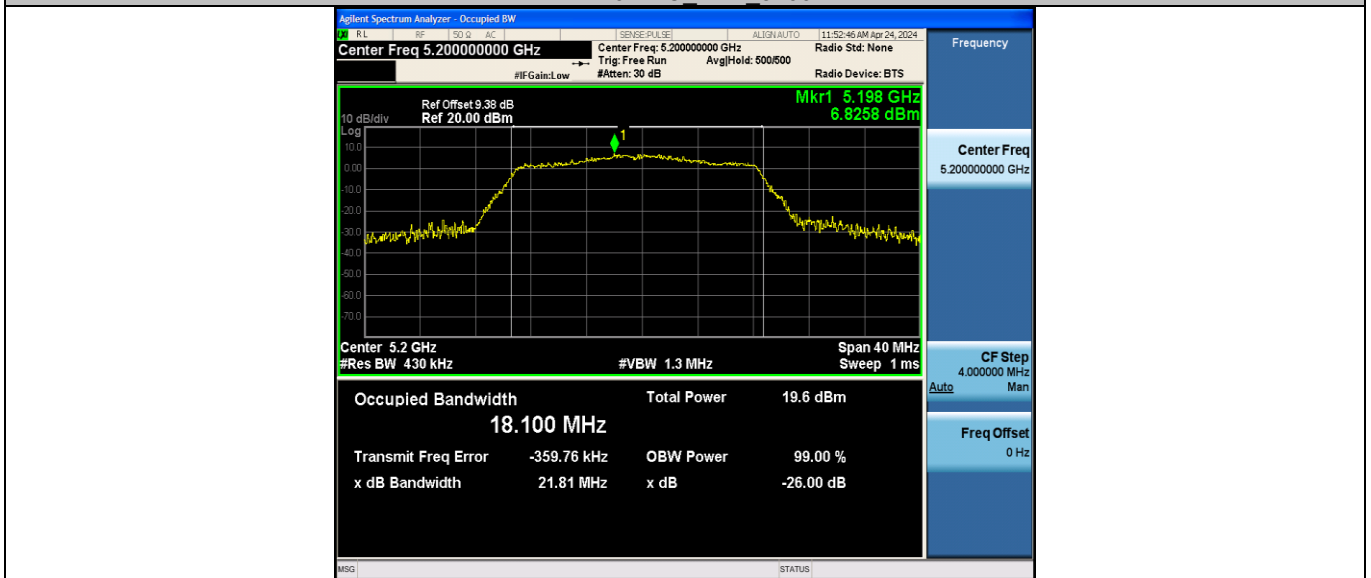 Agilent Spectrum Analyzer - Occupied BW
RL RF 50 Ω AC SENSE:PULSE ALIGN AUTO 11:52:46 AM Apr 24, 2024
Center Freq 5.200000000 GHz
Center Freq: 5.200000000 GHz
Radio Std: None
Trig: Free Run Avg|Hold: 500/500
#IFGain:Low #Atten: 30 dB Radio Device: BTS
Frequency
Mkr1 5.198 GHz
6.8258 dBm
Ref Offset 9.38 dB
10 dB/div Ref 20.00 dBm
Log
10.0
0.00
-10.0
-20.0
-30.0
-40.0
-50.0
-60.0
-70.0
1
Center 5.2 GHz Span 40 MHz
#Res BW 430 kHz #VBW 1.3 MHz Sweep 1 ms
Occupied Bandwidth Total Power 19.6 dBm
18.100 MHz
Transmit Freq Error -359.76 kHz OBW Power 99.00 %
x dB Bandwidth 21.81 MHz x dB -26.00 dB
Center Freq
5.200000000 GHz
CF Step
4.000000 MHz
Auto Man
Freq Offset
0 Hz
MSG STATUS